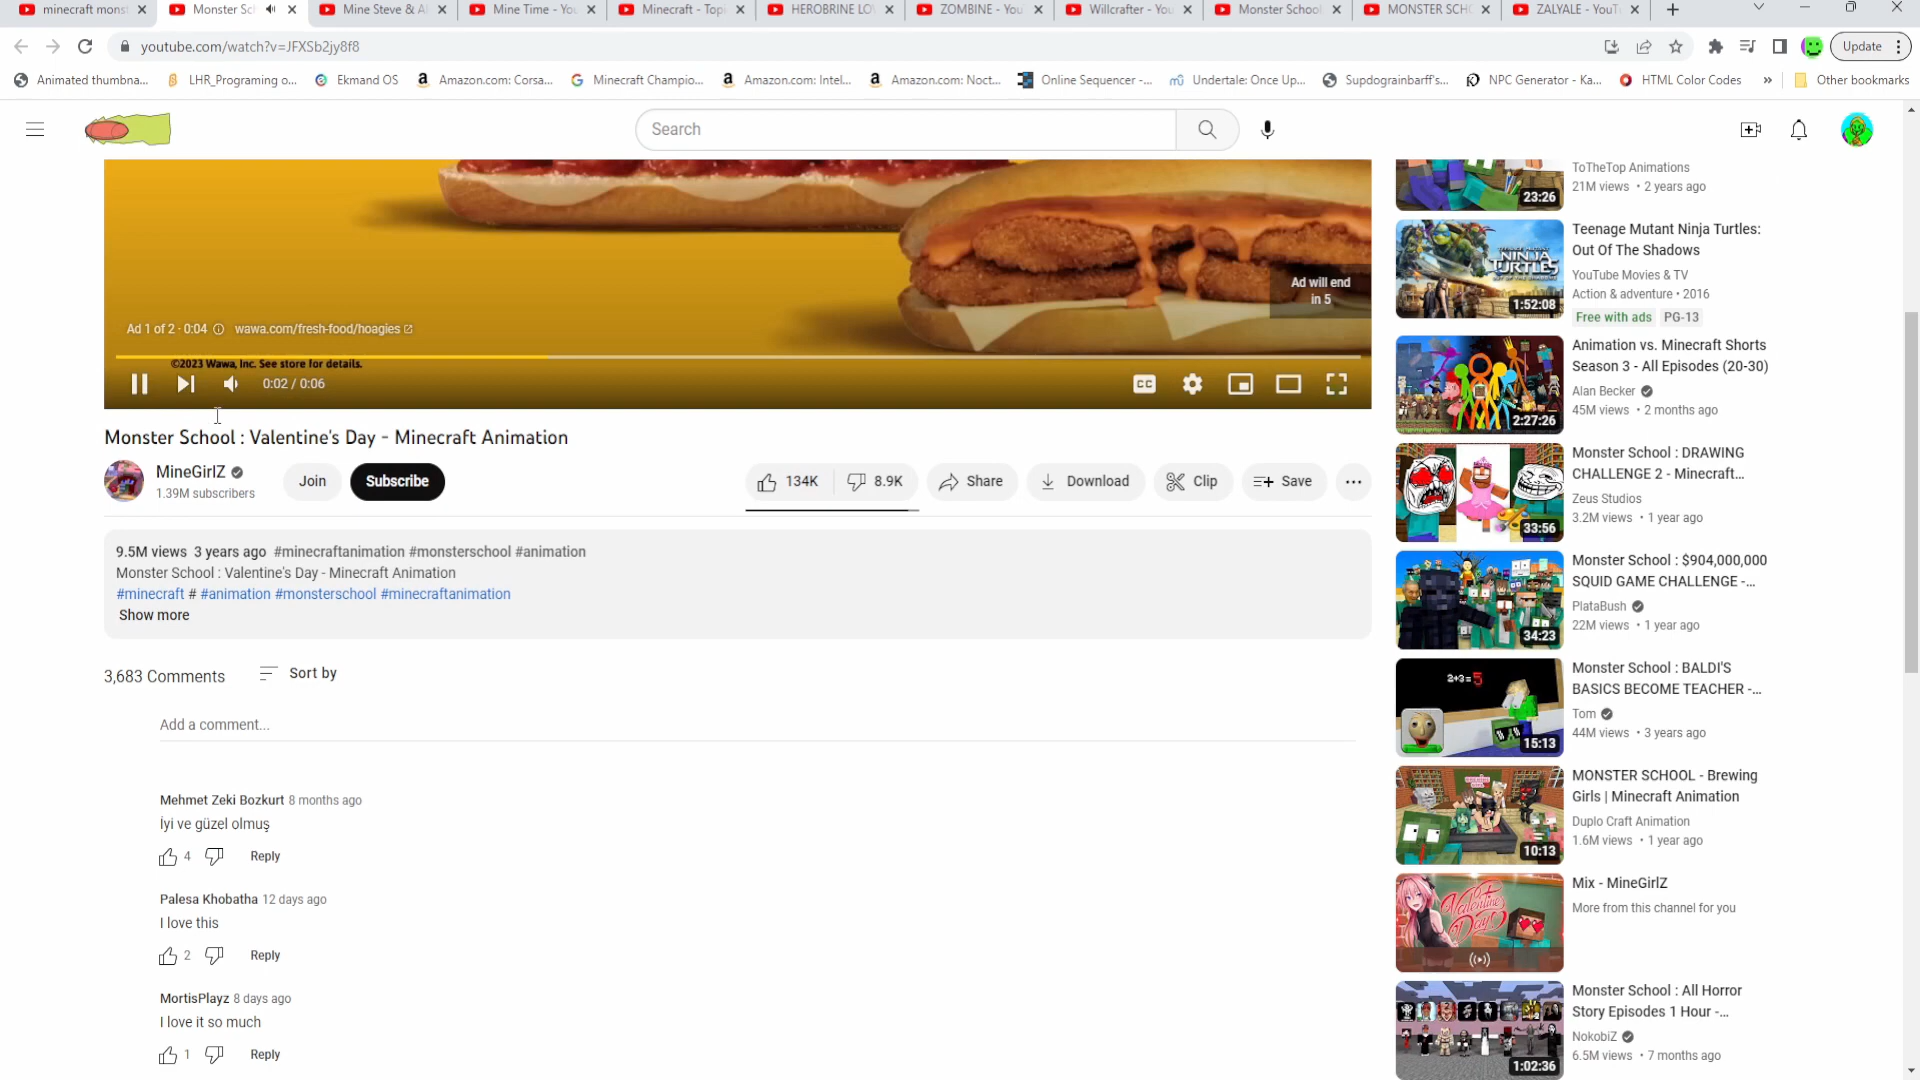 minecraft mons
Monster Sc
Mine Steve & A
Mine Time - You
Minecraft - Topi
HEROBRINE LO
ZOMBINE - You
Willcrafter - You
Monster School
MONSTER SCH
ZALYALE - YouT
youtube.com/watch?v=JFXSb2jy8f8
Update
Animated thumbna...
LHR_Programing o...
Ekmand OS
Amazon.com: Corsa...
Minecraft Champio...
Amazon.com: Intel...
Amazon.com: Noct...
Online Sequencer -...
Undertale: Once Up...
Supdograinbarff's...
NPC Generator - Ka...
HTML Color Codes
»
Other bookmarks
Search
Ad will end
in 5
Ad 1 of 2 · 0:04
wawa.com/fresh-food/hoagies
©2023 Wawa, Inc. See store for details.
0:02 / 0:06
CC
Monster School : Valentine's Day - Minecraft Animation
MineGirlZ
1.39M subscribers
Join
Subscribe
134K
8.9K
Share
Download
Clip
Save
9.5M views 3 years ago #minecraftanimation #monsterschool #animation
Monster School : Valentine's Day - Minecraft Animation
#minecraft # #animation #monsterschool #minecraftanimation
Show more
3,683 Comments
Sort by
Add a comment...
Mehmet Zeki Bozkurt 8 months ago
İyi ve güzel olmuş
4
Reply
Palesa Khobatha 12 days ago
I love this
2
Reply
MortisPlayz 8 days ago
I love it so much
1
Reply
23:26
ToTheTop Animations
21M views • 2 years ago
TEENAGE MUTANT
NINJA
TURTLES
1:52:08
Teenage Mutant Ninja Turtles:
Out Of The Shadows
YouTube Movies & TV
Action & adventure • 2016
Free with ads
PG-13
2:27:26
Animation vs. Minecraft Shorts
Season 3 - All Episodes (20-30)
Alan Becker
45M views • 2 months ago
33:56
Monster School : DRAWING
CHALLENGE 2 - Minecraft...
Zeus Studios
3.2M views • 1 year ago
34:23
Monster School : $904,000,000
SQUID GAME CHALLENGE -...
PlataBush
22M views • 1 year ago
2+3=5
15:13
Monster School : BALDI'S
BASICS BECOME TEACHER -...
Tom
44M views • 3 years ago
10:13
MONSTER SCHOOL - Brewing
Girls | Minecraft Animation
Duplo Craft Animation
1.6M views • 1 year ago
Valentine's
Day!
Mix - MineGirlZ
More from this channel for you
1:02:36
Monster School : All Horror
Story Episodes 1 Hour -...
NokobiZ
6.5M views • 7 months ago